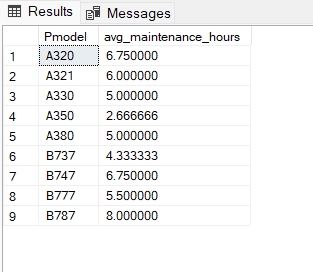 Results Messages
Pmodel avg_maintenance_hours
1 A320 6.750000
2 A321 6.000000
3 A330 5.000000
4 A350 2.666666
5 A380 5.000000
6 B737 4.333333
7 B747 6.750000
8 B777 5.500000
9 B787 8.000000